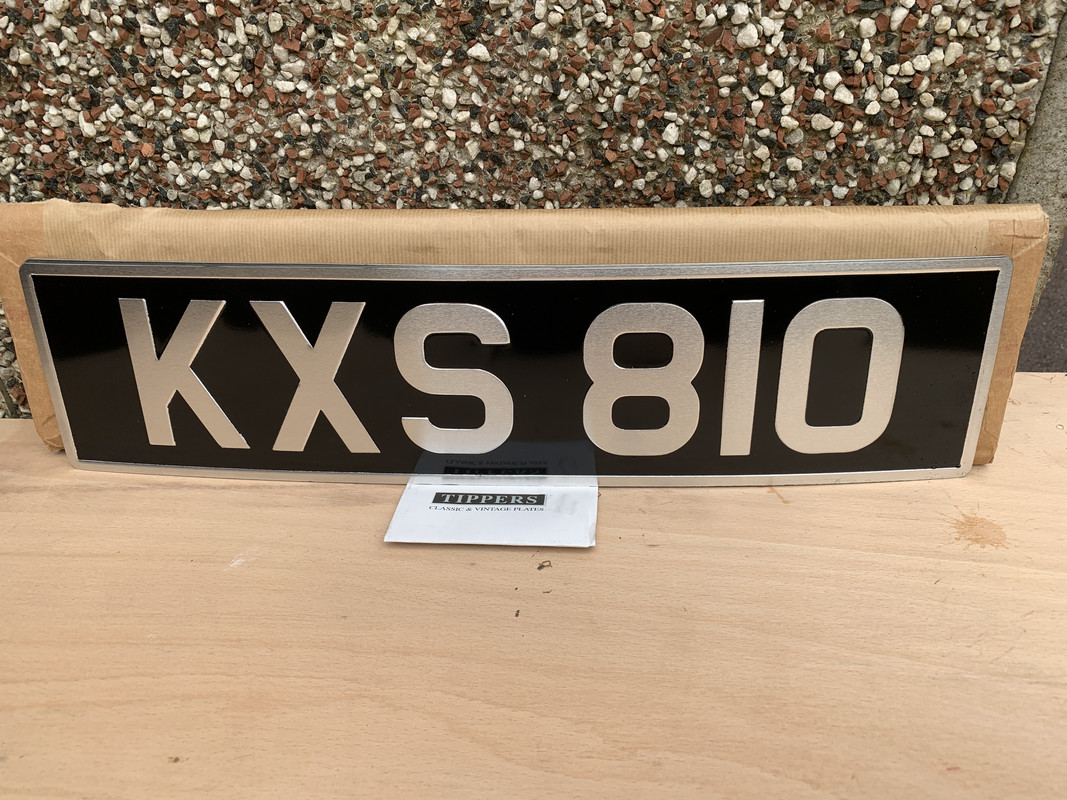 KXS 810
TIPPERS
CLASSIC & VINTAGE PLATES